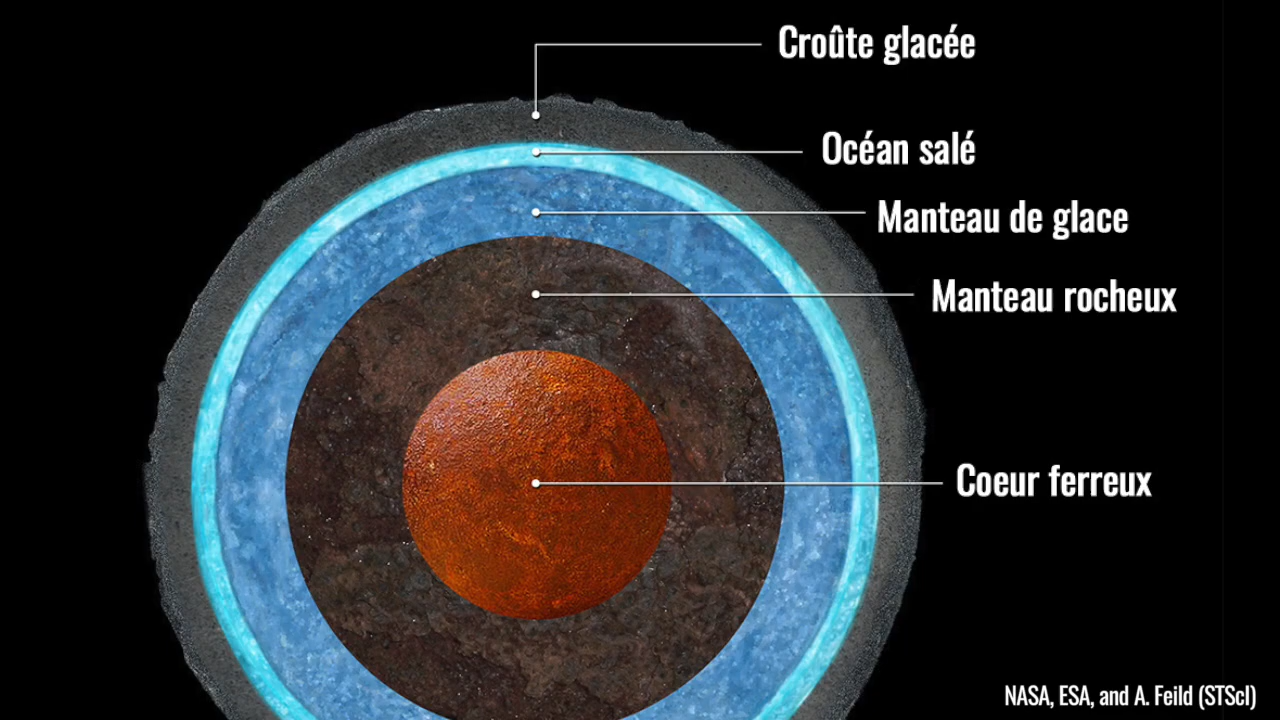 Croûte glacée
Océan salé
Manteau de glace
Manteau rocheux
Coeur ferreux
NASA, ESA, and A. Feild (STScI)